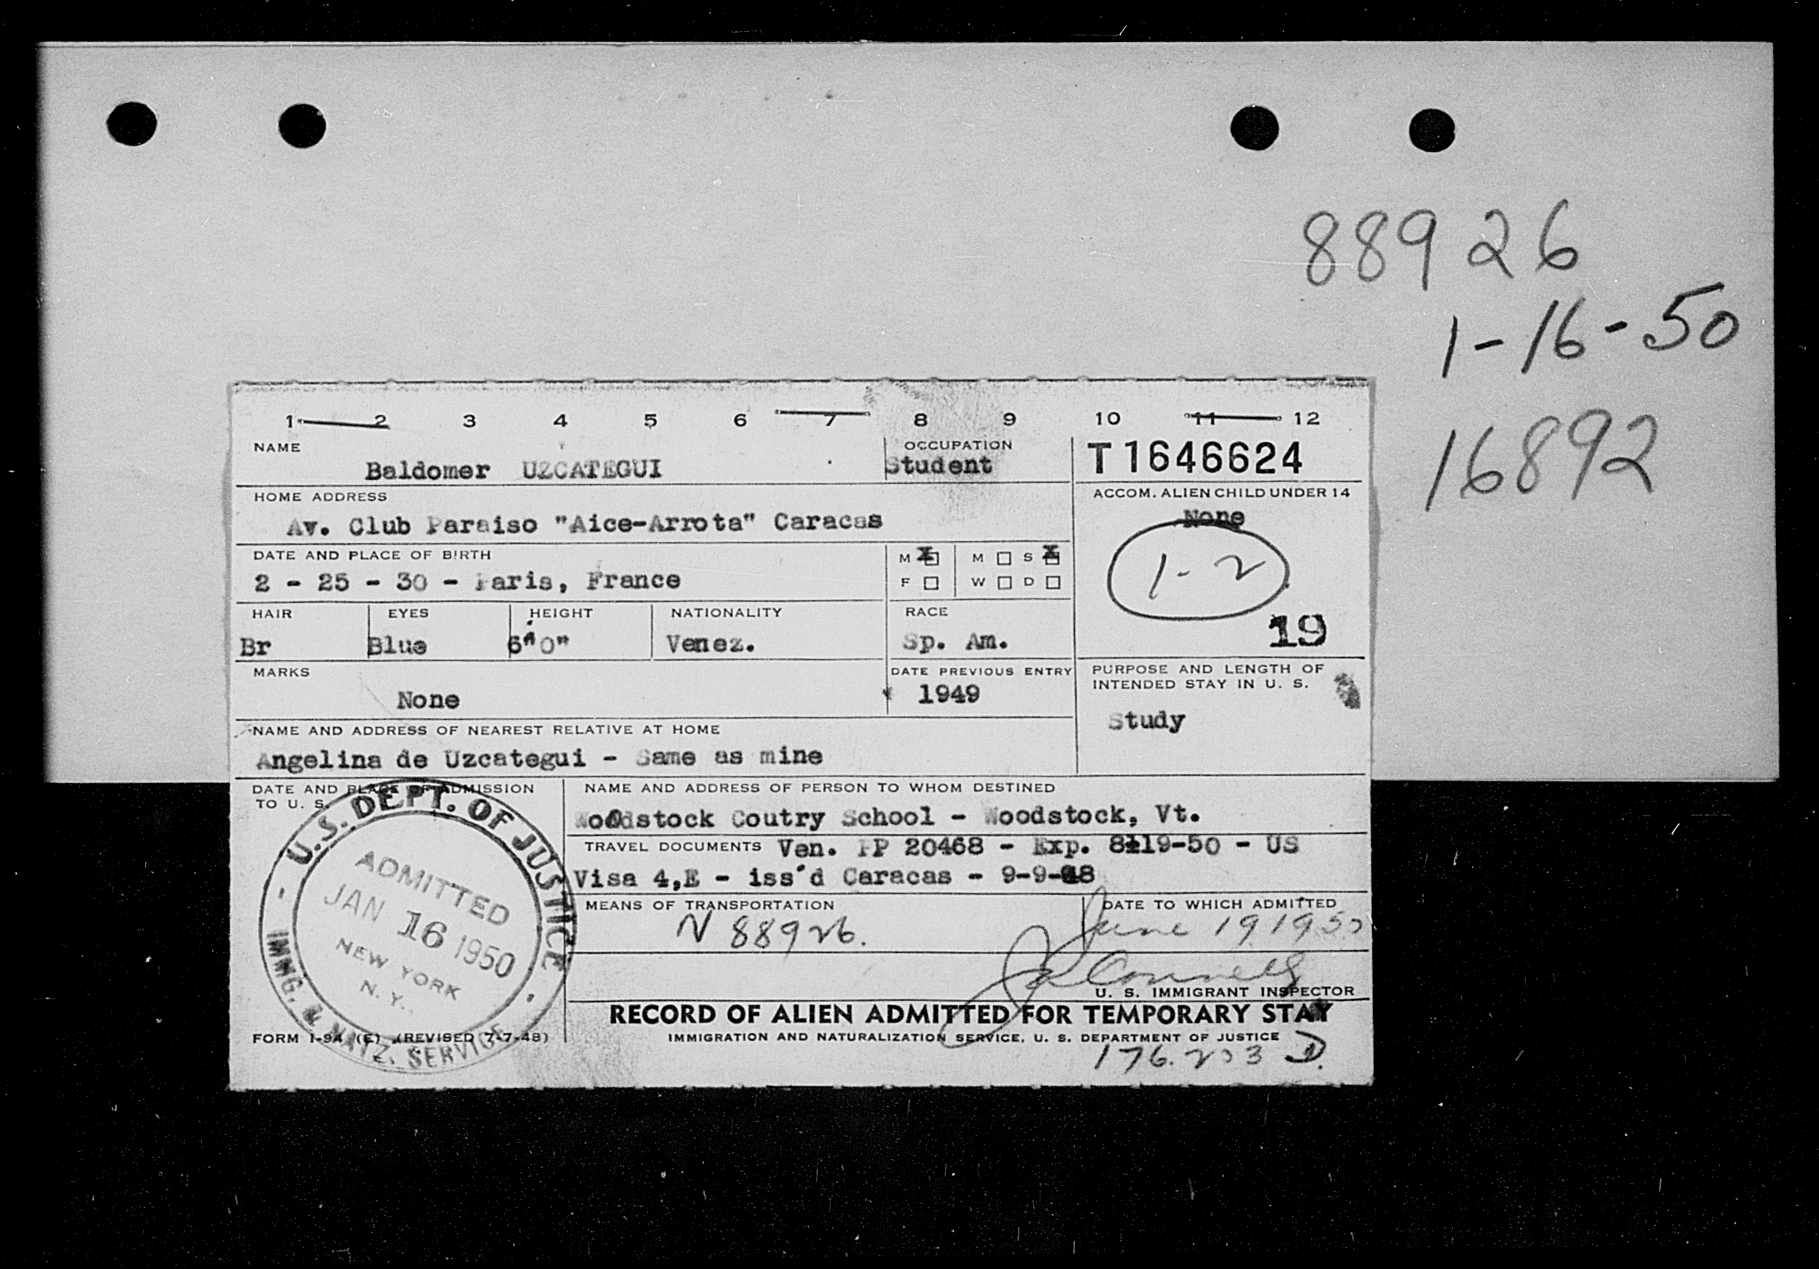 88926
1-16-50
16892
1 2 3 4 5 6 7 8 9 10 11 12
NAME
OCCUPATION
T1646624
Baldomer UZCATEGUI
Student
HOME ADDRESS
ACCOM. ALIEN CHILD UNDER 14
Av. Club Paraiso "Aice-Arrota" Caracas
None
DATE AND PLACE OF BIRTH
M X M S X
2 - 25 - 30 - Paris, France
F W D
1-2
HAIR EYES HEIGHT NATIONALITY RACE
19
Br Blue 6'0" Venez. Sp. Am.
MARKS
DATE PREVIOUS ENTRY
PURPOSE AND LENGTH OF
INTENDED STAY IN U. S.
None
1949
Study
NAME AND ADDRESS OF NEAREST RELATIVE AT HOME
Angelina de Uzcategui - Same as mine
DATE AND PLACE OF ADMISSION
TO U. S.
NAME AND ADDRESS OF PERSON TO WHOM DESTINED
Woodstock Coutry School - Woodstock, Vt.
TRAVEL DOCUMENTS Ven. PP 20468 - Exp. 8-19-50 - US
Visa 4,E - iss'd Caracas - 9-9-48
MEANS OF TRANSPORTATION
DATE TO WHICH ADMITTED
N 88926.
June 19 1950
U.S. DEPT. OF JUSTICE
ADMITTED
JAN 16 1950
NEW YORK
N. Y.
IMMG. & NATZ. SERVICE
U. S. IMMIGRANT INSPECTOR
RECORD OF ALIEN ADMITTED FOR TEMPORARY STAY
FORM I-94 (E) (REVISED 7-7-48)
IMMIGRATION AND NATURALIZATION SERVICE, U. S. DEPARTMENT OF JUSTICE
176.203 D.